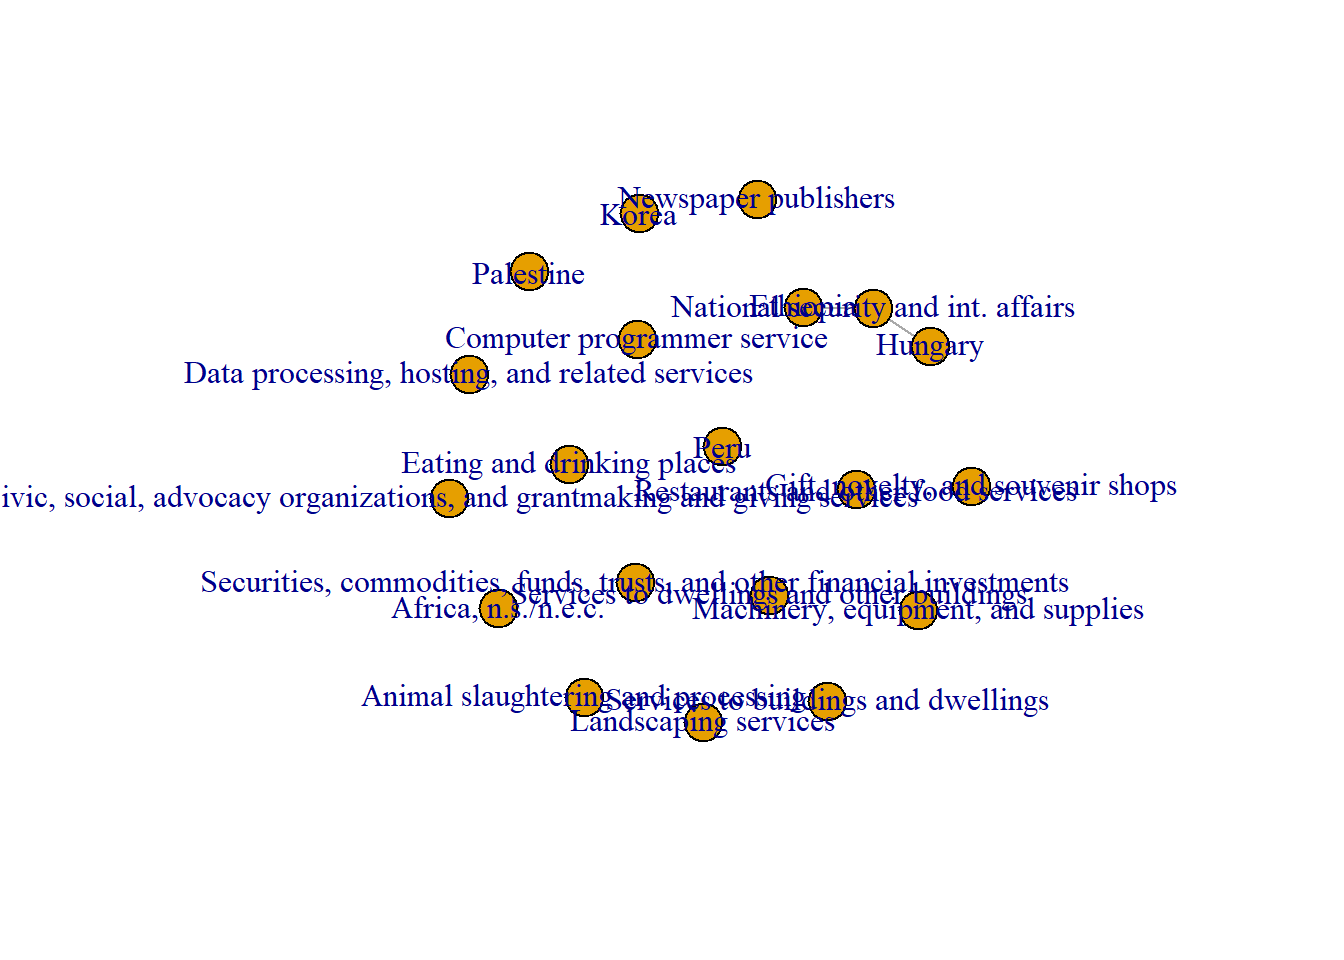 Newspaper publishers
Korea
Palestine
Ethiopia
National security and int. affairs
Computer programmer service
Hungary
Data processing, hosting, and related services
Peru
Eating and drinking places
Gift, novelty, and souvenir shops
Restaurants and other food services
ivic, social, advocacy organizations, and grantmaking and giving services
Securities, commodities, funds, trusts, and other financial investments
Services to dwellings and other buildings
Africa, n.s./n.e.c.
Machinery, equipment, and supplies
Animal slaughtering and processing
Services to buildings and dwellings
Landscaping services